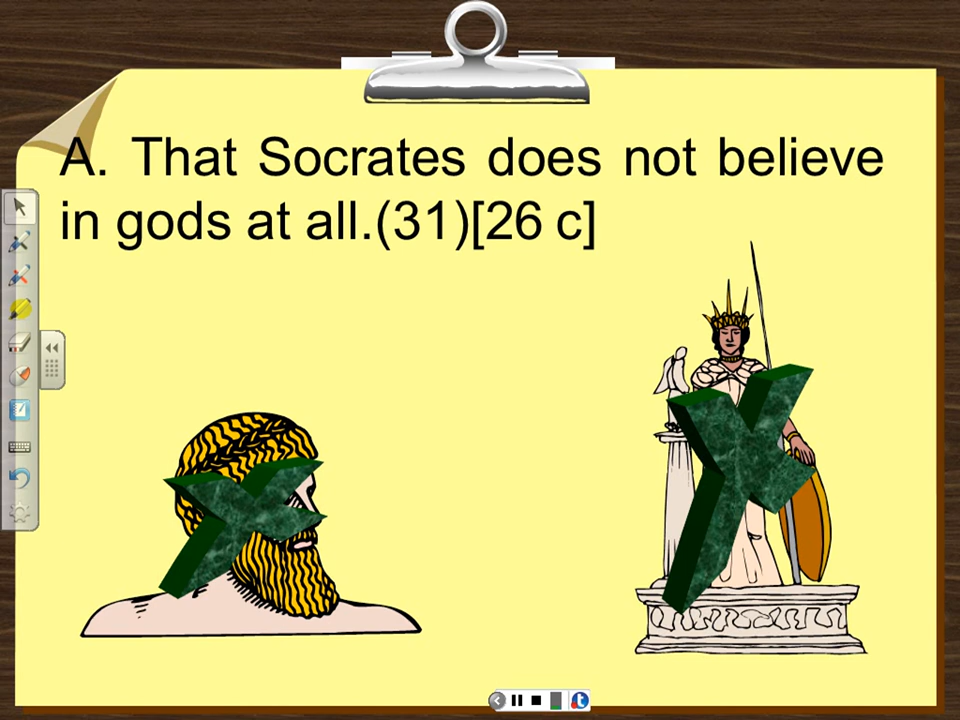 A. That Socrates does not believe
in gods at all.(31)[26 c]